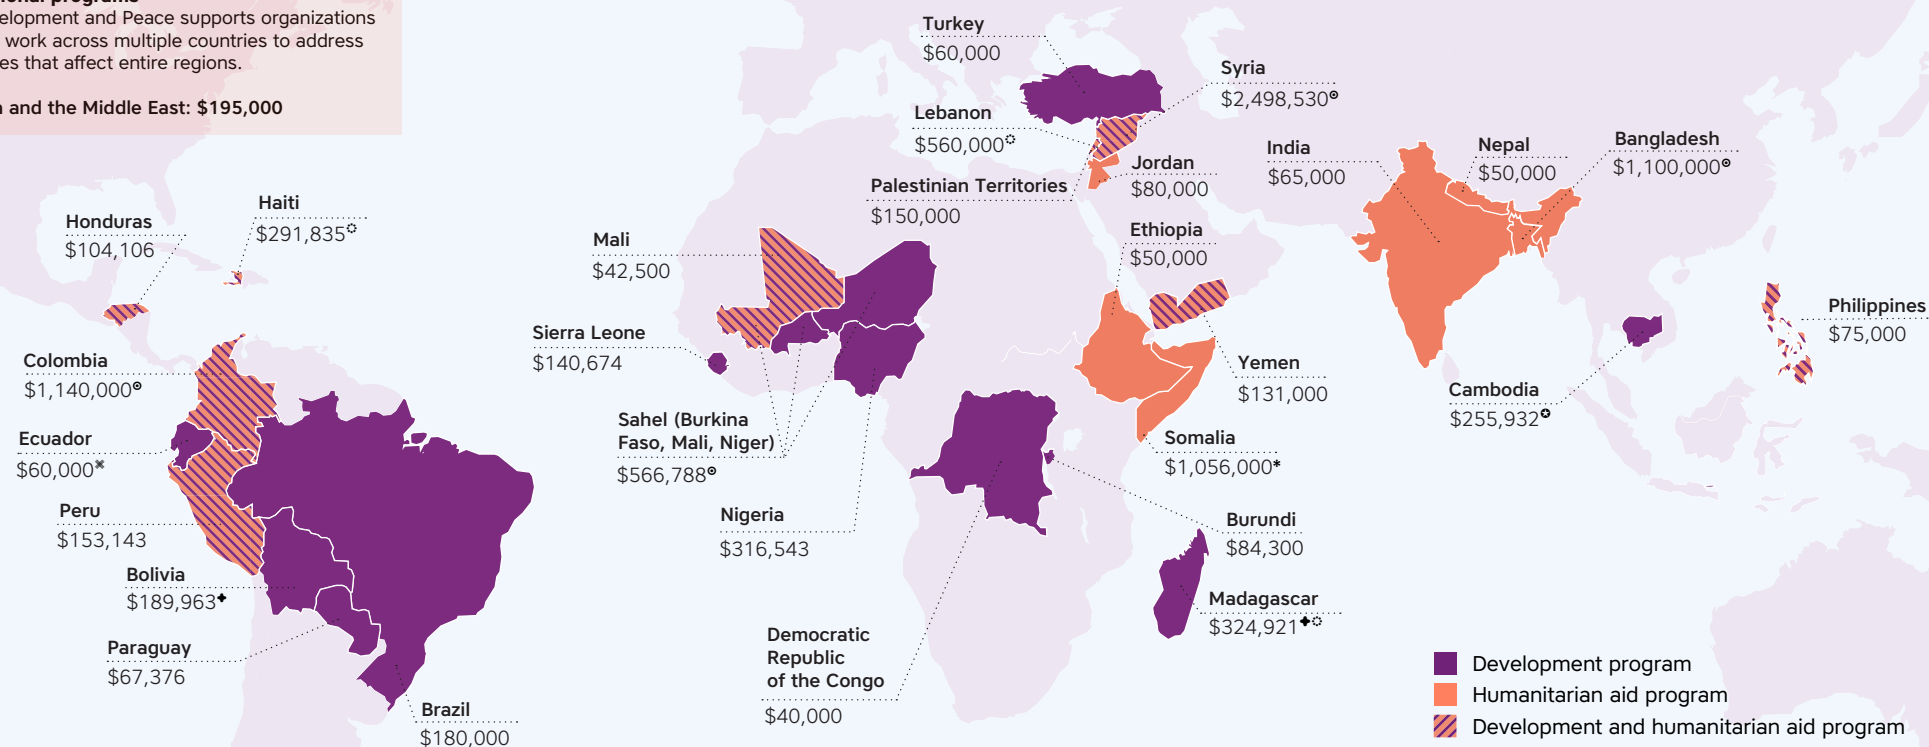 elopment and Peace supports organizations
work across multiple countries to address
es that affect entire regions.
and the Middle East: $195,000
Turkey
$60,000
Syria
$2,498,530
Lebanon
$560,000
Jordan
$80,000
Palestinian Territories
$150,000
India
$65,000
Nepal
$50,000
Bangladesh
$1,100,000
Honduras
$104,106
Haiti
$291,835
Mali
$42,500
Ethiopia
$50,000
Sierra Leone
$140,674
Philippines
$75,000
Colombia
$1,140,000
Yemen
$131,000
Cambodia
$255,932
Ecuador
$60,000
Sahel (Burkina
Faso, Mali, Niger)
$566,788
Somalia
$1,056,000*
Peru
$153,143
Nigeria
$316,543
Burundi
$84,300
Bolivia
$189,963
Madagascar
$324,921
Paraguay
$67,376
Democratic
Republic
of the Congo
$40,000
Brazil
$180,000
Development program
Humanitarian aid program
Development and humanitarian aid program